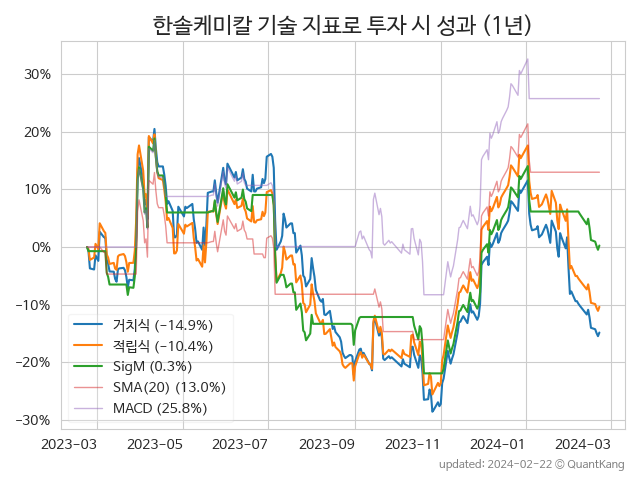 한솔케미칼 기술 지표로 투자 시 성과 (1년)
30%
20%
10%
0%
−10%
−20%
−30%
거치식 (−14.9%)
적립식 (−10.4%)
SigM (0.3%)
SMA(20) (13.0%)
MACD (25.8%)
2023-03
2023-05
2023-07
2023-09
2023-11
2024-01
2024-03
updated: 2024-02-22 © QuantKang